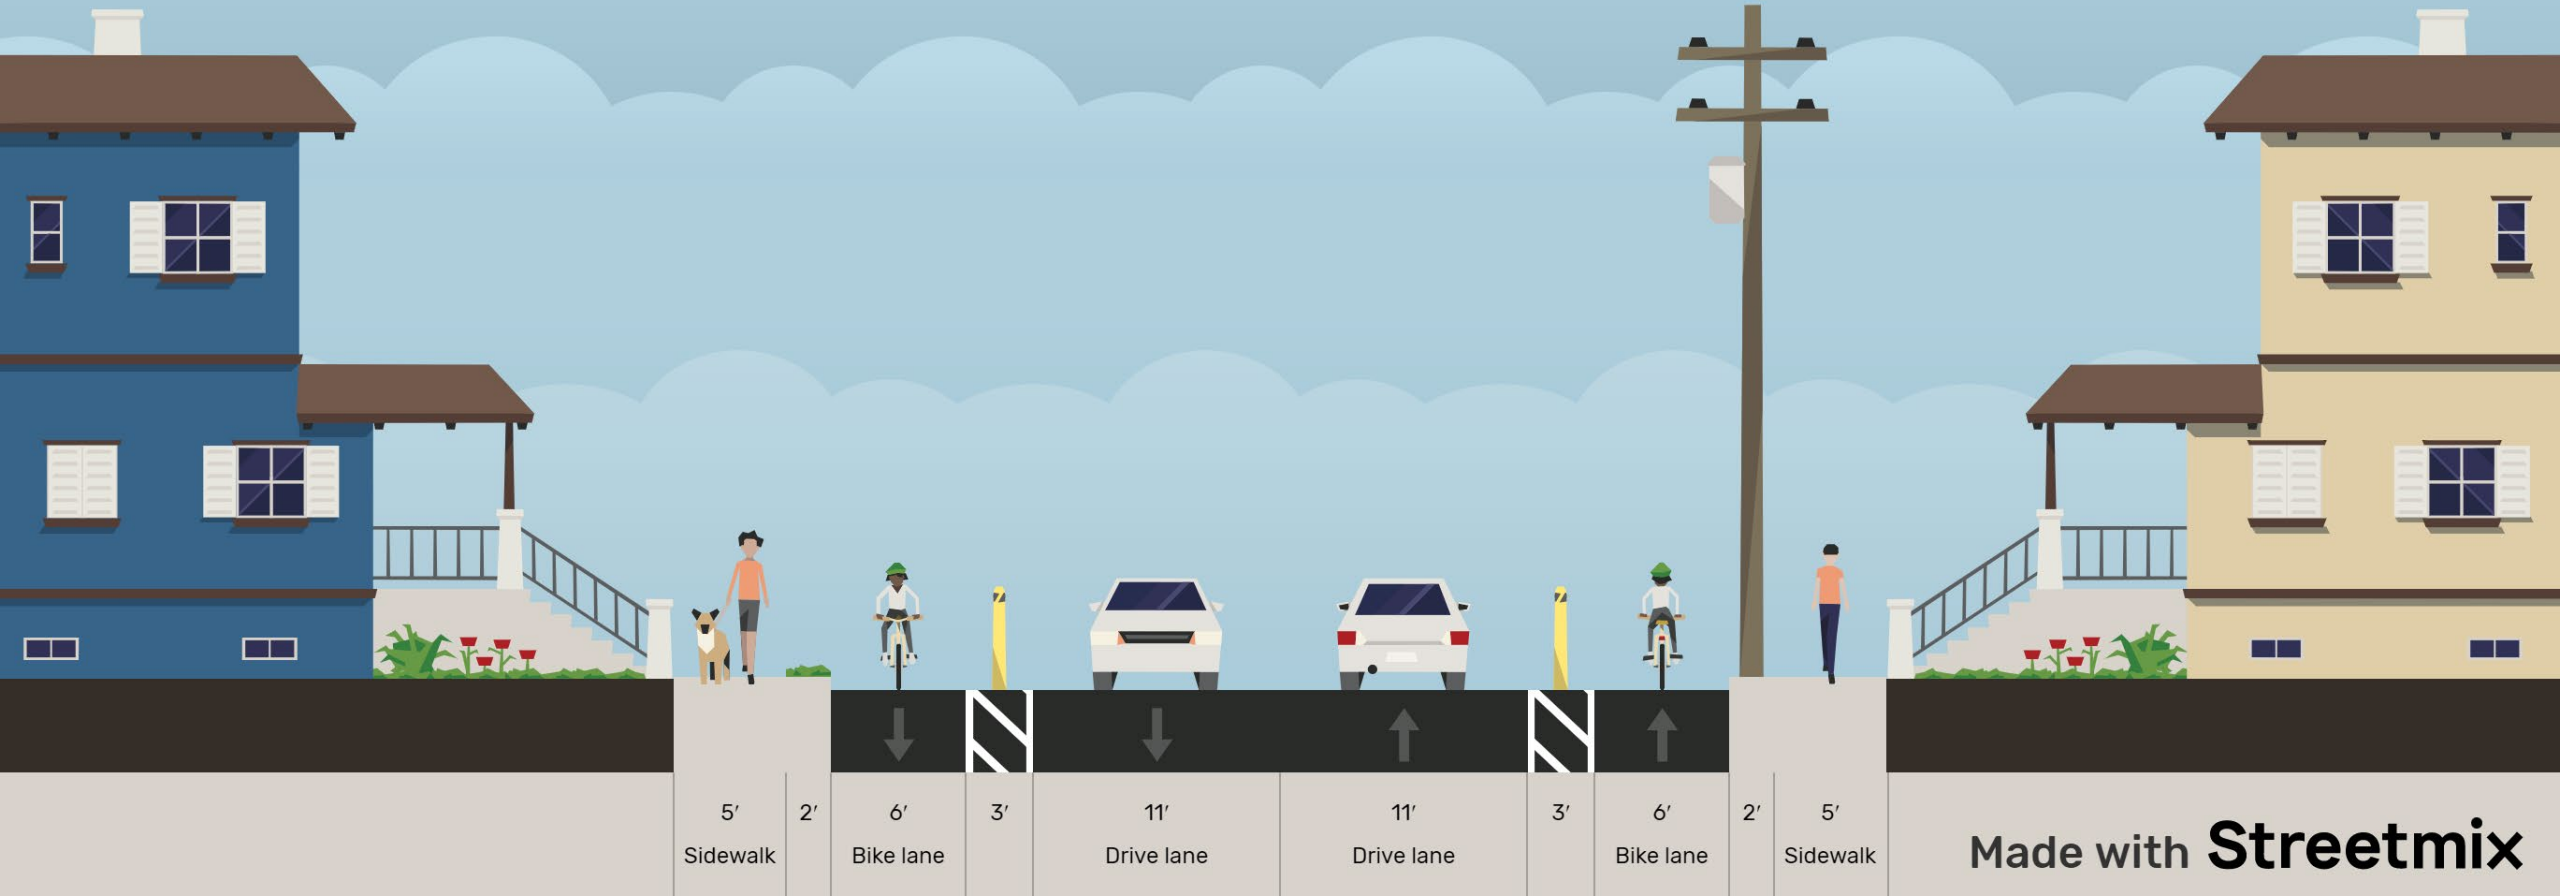 5′ 2′ 6′ 3′ 11′ 11′ 3′ 6′ 2′ 5′
Sidewalk Bike lane Drive lane Drive lane Bike lane Sidewalk
Made with Streetmix